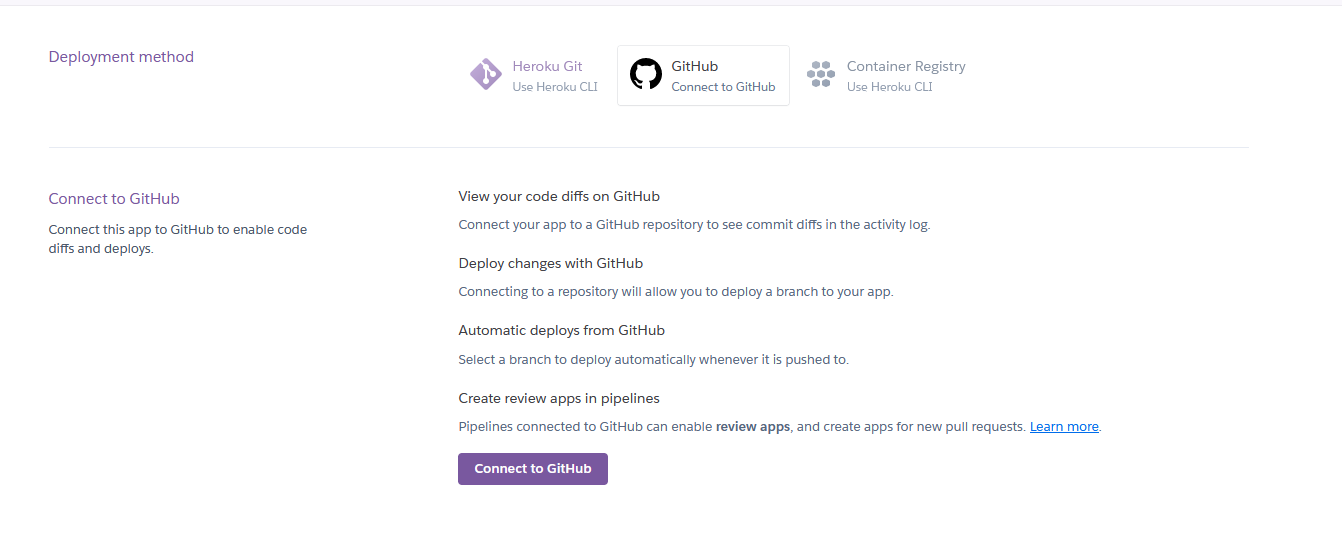 Deployment method
Heroku Git
Use Heroku CLI
GitHub
Connect to GitHub
Container Registry
Use Heroku CLI
Connect to GitHub
Connect this app to GitHub to enable code
diffs and deploys.
View your code diffs on GitHub
Connect your app to a GitHub repository to see commit diffs in the activity log.
Deploy changes with GitHub
Connecting to a repository will allow you to deploy a branch to your app.
Automatic deploys from GitHub
Select a branch to deploy automatically whenever it is pushed to.
Create review apps in pipelines
Pipelines connected to GitHub can enable review apps, and create apps for new pull requests. Learn more.
Connect to GitHub